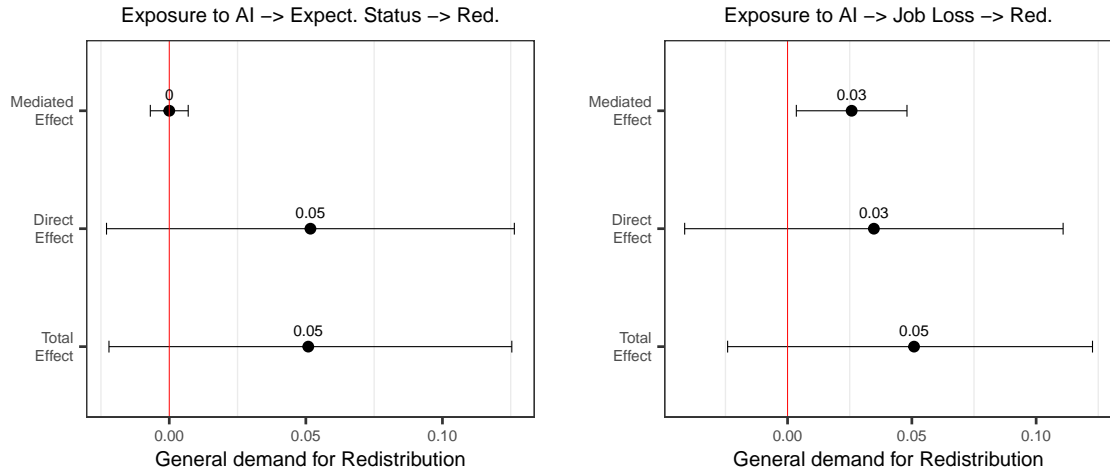 Exposure to AI −> Expect. Status −> Red.
Mediated
Effect
0
Direct
Effect
0.05
Total
Effect
0.05
0.00
0.05
0.10
General demand for Redistribution
Exposure to AI −> Job Loss −> Red.
Mediated
Effect
0.03
Direct
Effect
0.03
Total
Effect
0.05
0.00
0.05
0.10
General demand for Redistribution